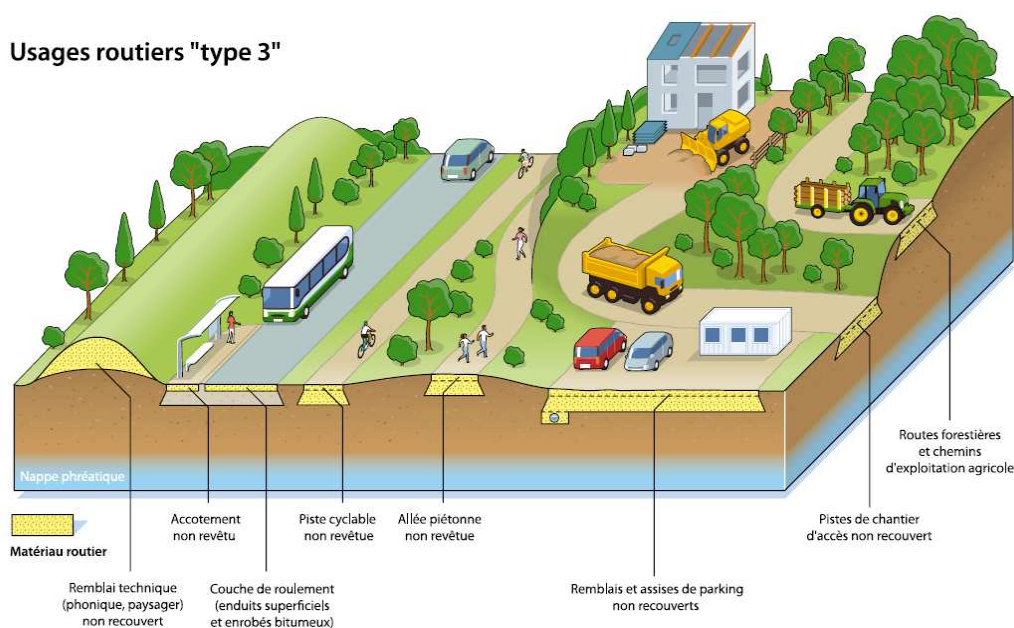 Usages routiers "type 3"
Nappe phréatique
Matériau routier
Remblai technique
(phonique, paysager)
non recouvert
Accotement
non revêtu
Couche de roulement
(enduits superficiels
et enrobés bitumeux)
Piste cyclable
non revêtue
Allée piétonne
non revêtue
Remblais et assises de parking
non recouverts
Pistes de chantier
d'accès non recouvert
Routes forestières
et chemins
d'exploitation agricole